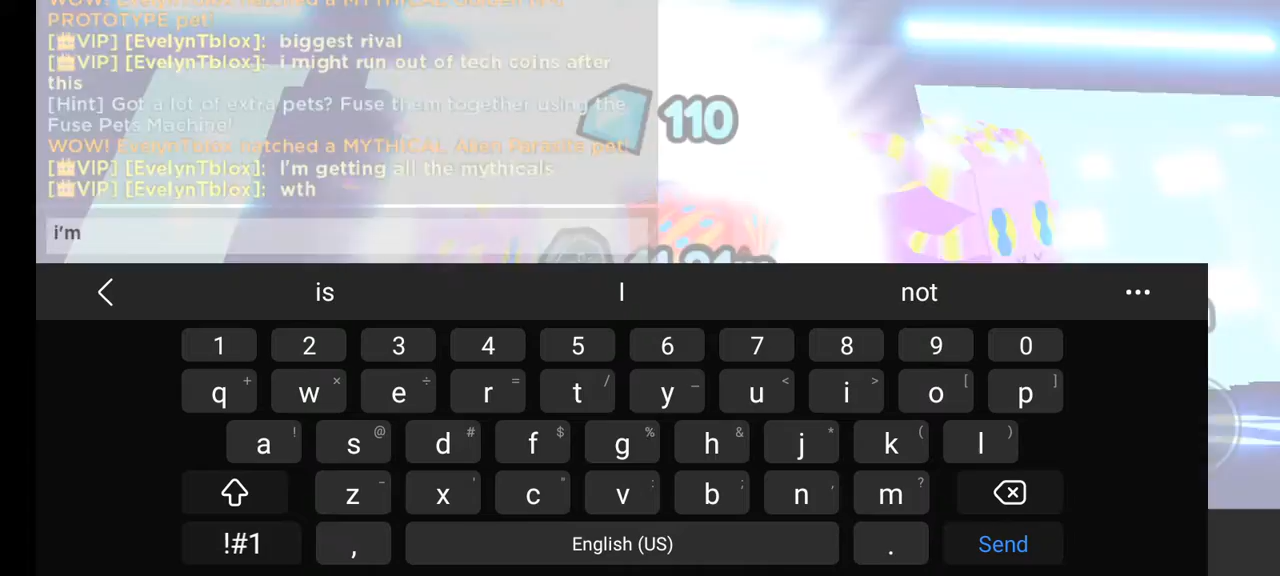 PROTOTYPE pet!
[VIP] [EvelynTblox]: biggest rival
[VIP] [EvelynTblox]: i might run out of tech coins after
this
[Hint] Got a lot of extra pets? Fuse them together using the
Fuse Pets Machine!
WOW! EvelynTblox hatched a MYTHICAL Alien Parasite pet!
[VIP] [EvelynTblox]: I'm getting all the mythicals
[VIP] [EvelynTblox]: wth
110
i'm
is I not ...
1 2 3 4 5 6 7 8 9 0
q + w × e ÷ r = t / y _ u < i > o [ p ]
a ! s @ d # f $ g % h & j * k ( l )
z - x ' c " v : b ; n , m ?
!#1 , English (US) . Send